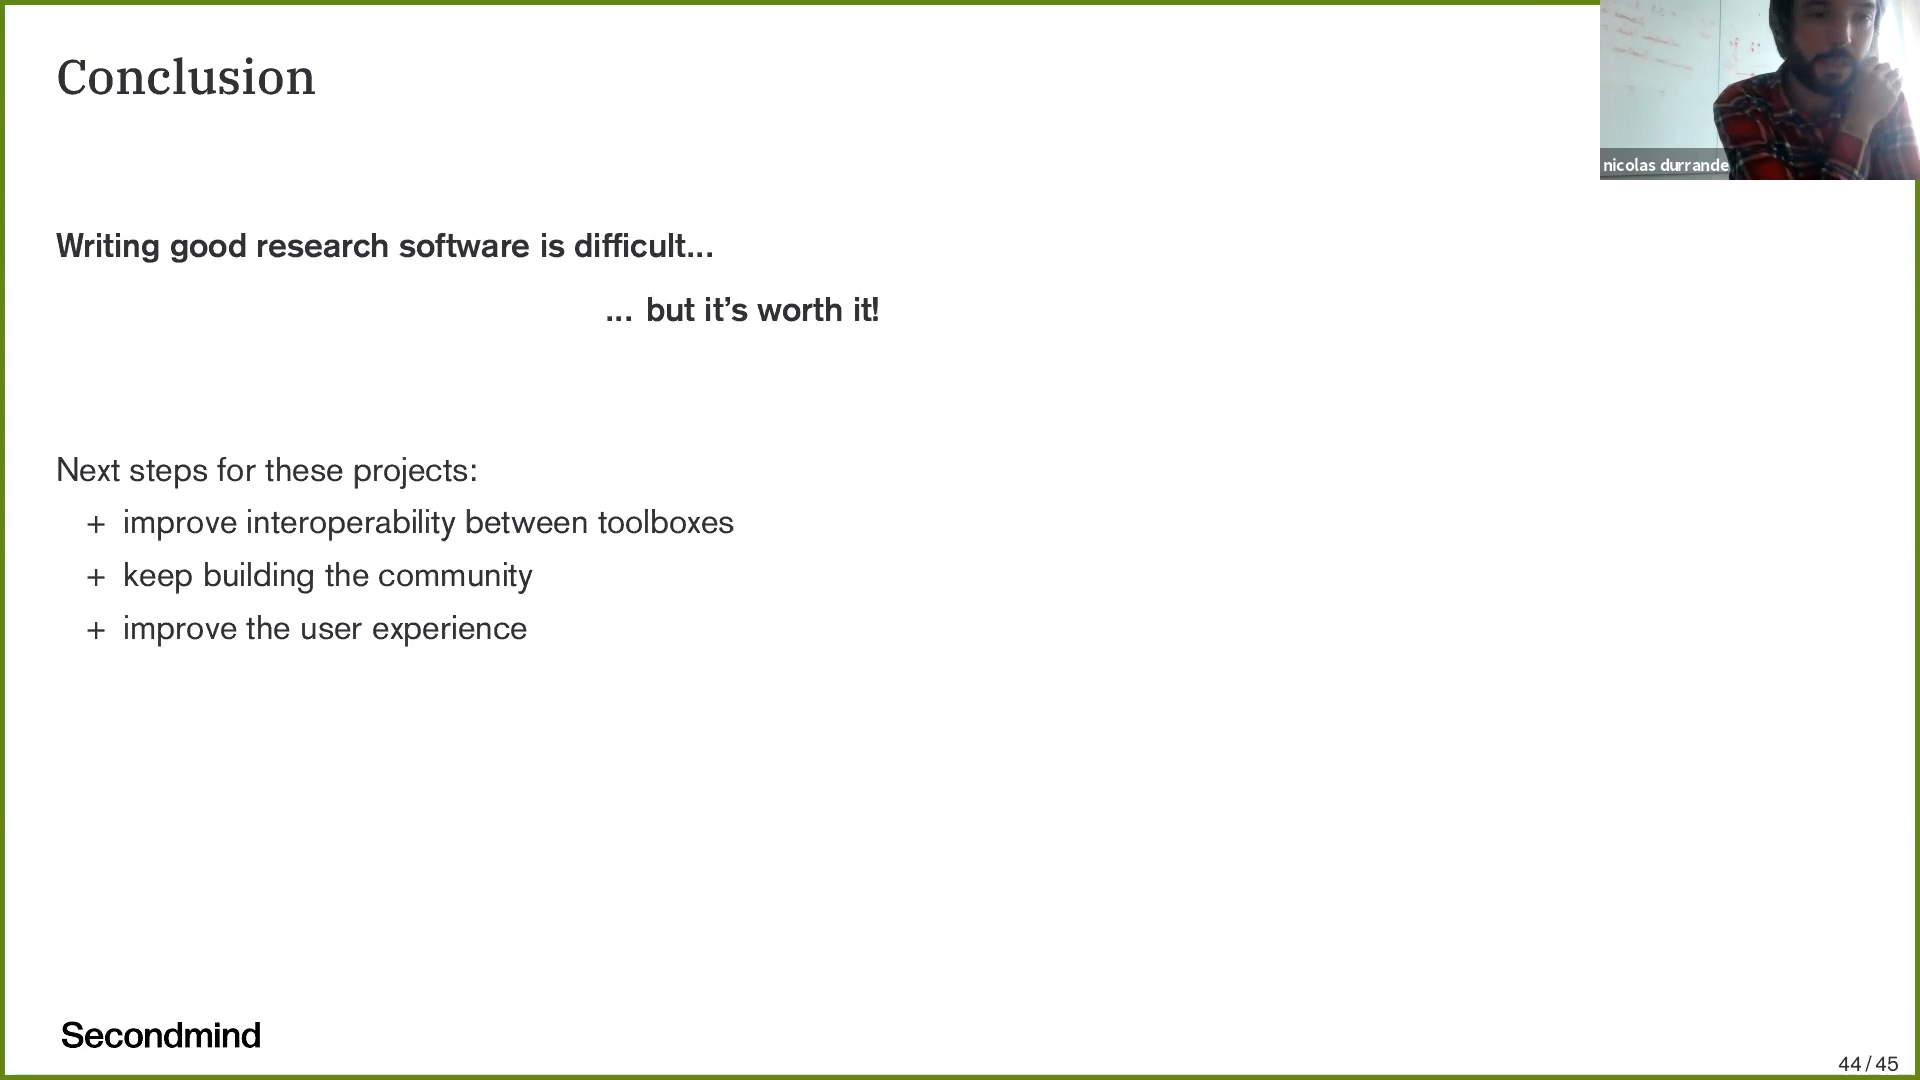 Conclusion
nicolas durrande
Writing good research software is difficult...
... but it’s worth it!
Next steps for these projects:
+ improve interoperability between toolboxes
+ keep building the community
+ improve the user experience
Secondmind
44 / 45